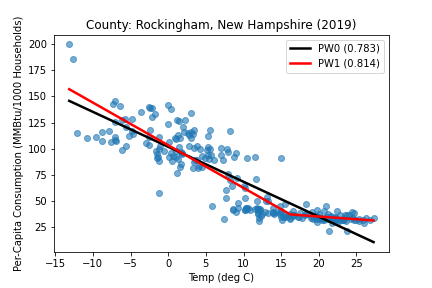 County: Rockingham, New Hampshire (2019)
PW0 (0.783)
PW1 (0.814)
Per-Capita Consumption (MMBtu/1000 Households)
200
175
150
125
100
75
50
25
−15 −10 −5 0 5 10 15 20 25
Temp (deg C)